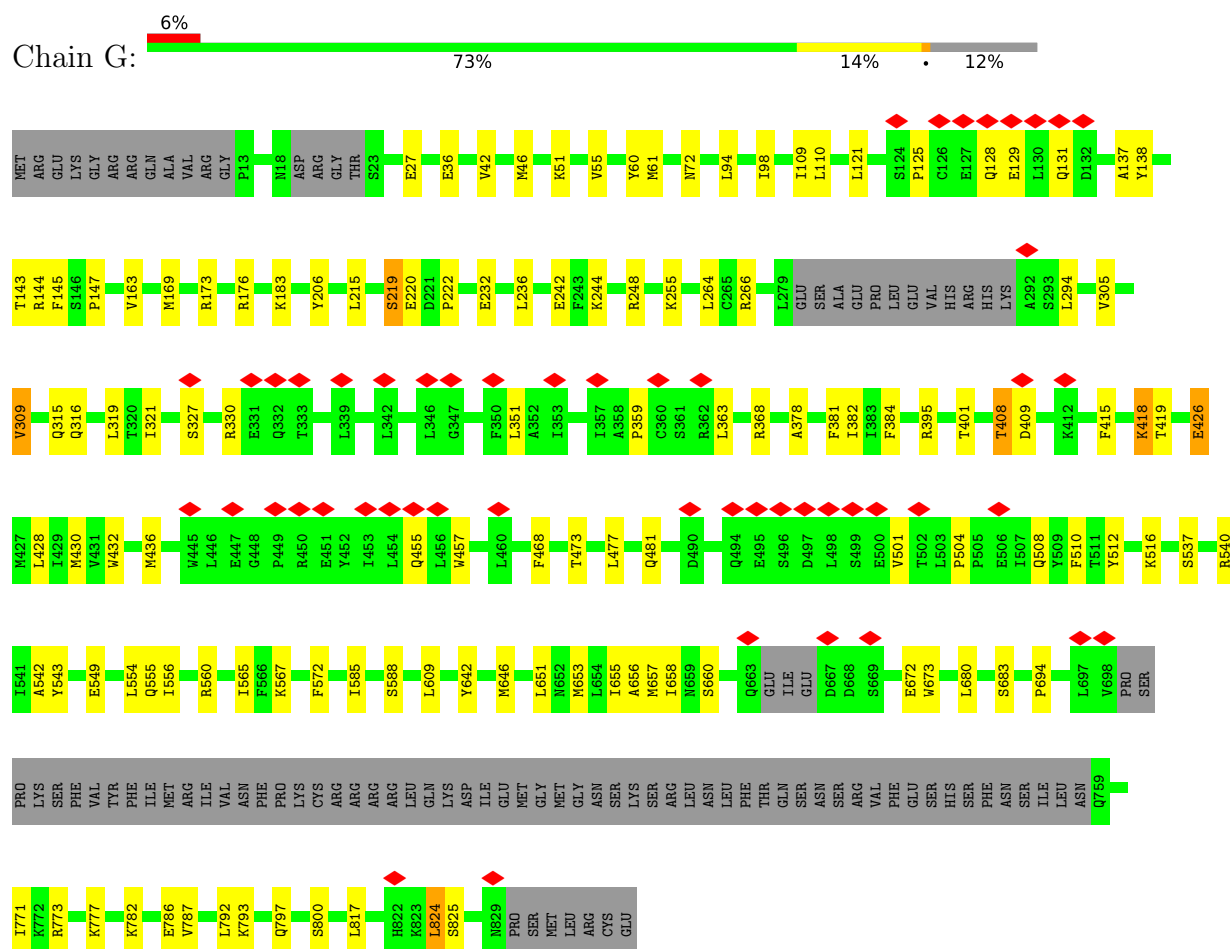 6%
Chain G:
73% 14% • 12%
MET ARG GLU LYS GLY ARG ARG GLN ALA VAL ARG GLY P13 N18 ASP ARG GLY THR S23 E27 E36 V42 M46 K51 V55 Y60 M61 N72 L94 I98 I109 L110 L121 S124 P125 C126 E127 Q128 E129 L130 Q131 D132 A137 Y138
T143 R144 F145 S146 P147 V163 M169 R173 R176 K183 Y206 L215 S219 E220 D221 P222 E232 L236 E242 F243 K244 R248 K255 L264 C265 R266 L279 GLU SER ALA GLU PRO LEU GLU VAL HIS ARG HIS LYS A292 S293 L294 V305
V309 Q315 Q316 L319 T320 I321 S327 R330 E331 Q332 T333 L339 L342 L346 G347 F350 L351 A352 I353 I357 A358 P359 C360 S361 R362 L363 R368 A378 F381 I382 I383 F384 R395 T401 T408 D409 K412 F415 K418 T419 E426
M427 L428 I429 M430 V431 W432 M436 W445 L446 E447 G448 P449 R450 E451 Y452 I453 L454 Q455 L456 W457 L460 F468 T473 L477 Q481 D490 Q494 E495 S496 D497 L498 S499 E500 V501 T502 L503 P504 P505 E506 I507 Q508 Y509 F510 T511 Y512 K516 S537 R540
I541 A542 Y543 E549 L554 Q555 I556 R560 I565 F566 K567 F572 I585 S588 L609 Y642 M646 L651 N652 M653 L654 I655 A656 M657 I658 N659 S660 Q663 GLU ILE GLU D667 D668 S669 E672 W673 L680 S683 P694 L697 V698 PRO SER
PRO LYS SER PHE VAL TYR PHE ILE MET ARG ILE VAL ASN PHE PRO LYS CYS ARG ARG ARG ARG LEU GLN LYS ASP ILE GLU MET GLY MET GLY ASN SER LYS SER ARG LEU ASN LEU PHE THR GLN SER ASN SER ARG VAL PHE GLU SER HIS SER PHE ASN SER ILE LEU ASN Q759
I771 K772 R773 K777 K782 E786 V787 L792 K793 Q797 S800 L817 H822 K823 L824 S825 N829 PRO SER MET LEU ARG CYS GLU